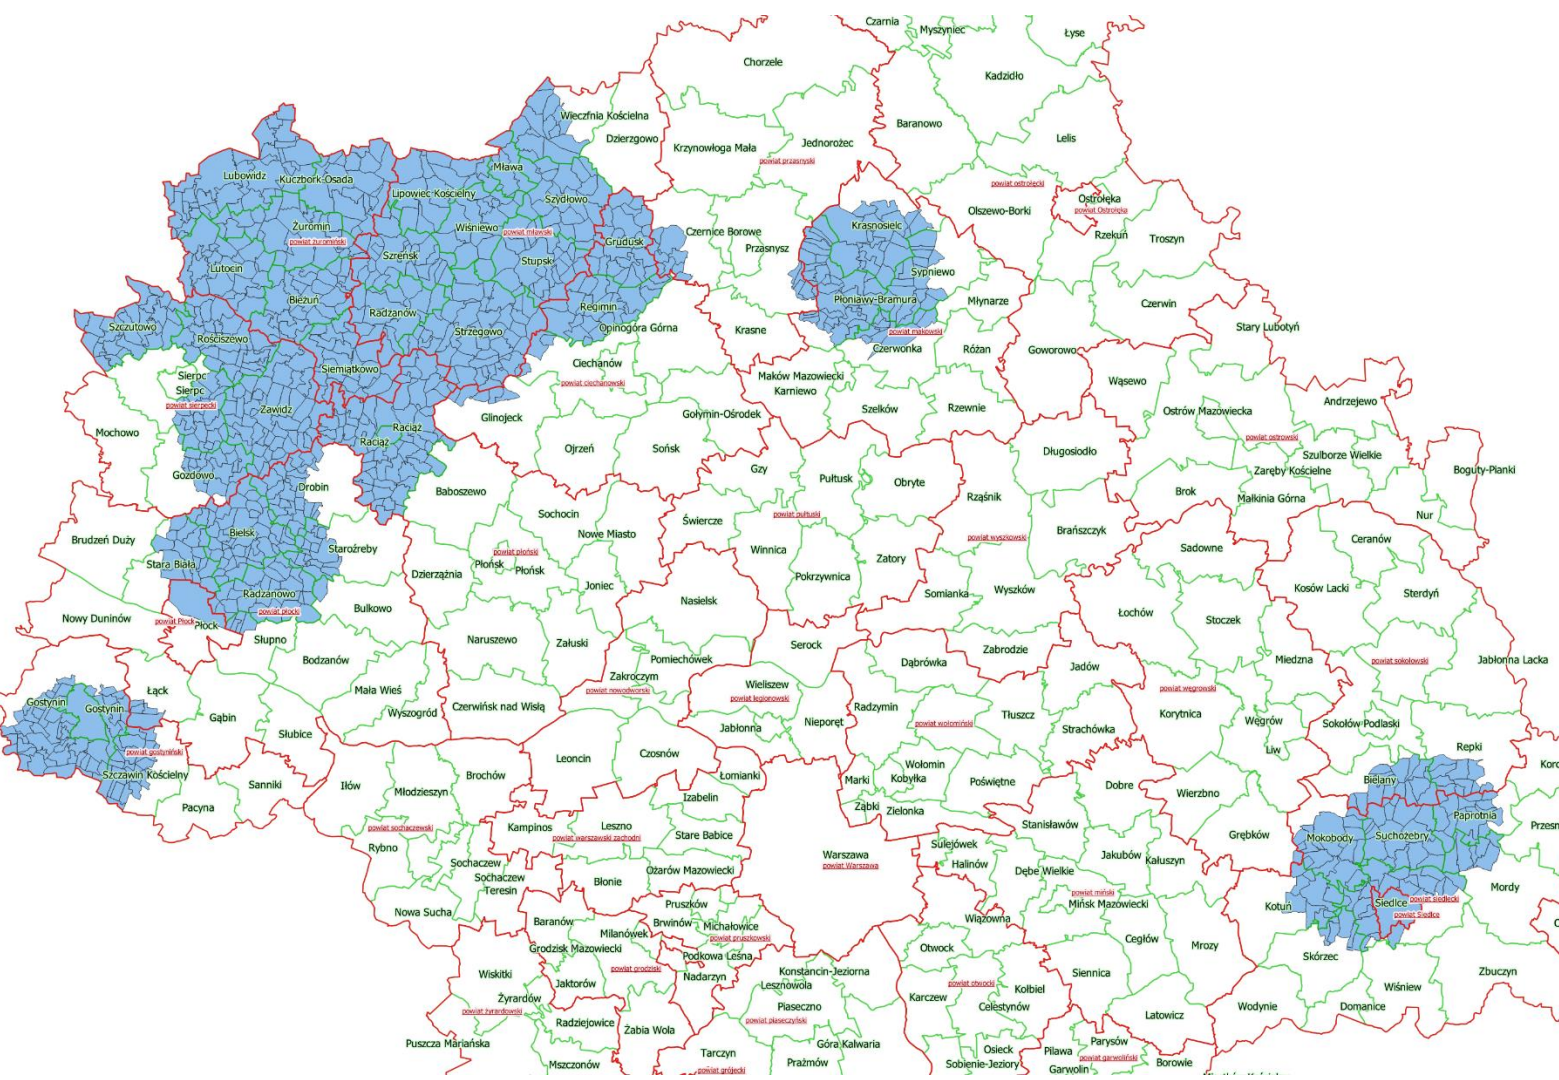 Czarnia
Myszyniec
Łyse
Chorzele
Kadzidło
Wieczfnia Kościelna
Dzierzgowo
Baranowo
Lelis
Krzynowłoga Mała
Jednorożec
powiat przasnyski
Mława
Lubowidz
Kuczbork-Osada
Lipowiec Kościelny
Szydłowo
powiat ostrołęcki
Ostrołęka
powiat Ostrołęka
Olszewo-Borki
Żuromin
powiat żuromiński
Wiśniewo
powiat mławski
Czernice Borowe
Krasnosielc
Rzekuń
Troszyn
Grudusk
Przasnysz
Szreńsk
Stupsk
Lutocin
Sypniewo
Bieżuń
Płoniawy-Bramura
Młynarze
Czerwin
Regimin
Radzanów
Szczutowo
Opinogóra Górna
Krasne
powiat makowski
Stary Lubotyń
Rościszewo
Strzegowo
Czerwonka
Różan
Goworowo
Ciechanów
powiat ciechanowski
Siemiątkowo
Sierpc
Sierpc
powiat sierpecki
Maków Mazowiecki
Karniewo
Wąsewo
Andrzejewo
Zawidz
Glinojeck
Gołymin-Ośrodek
Szelków
Rzewnie
Ostrów Mazowiecka
Mochowo
Raciąż
Raciąż
powiat ostrowski
Ojrzeń
Sońsk
Długosiodło
Szulborze Wielkie
Gozdowo
Gzy
Zaręby Kościelne
Boguty-Pianki
Drobin
Baboszewo
Pułtusk
Obryte
Rząśnik
Brok
Małkinia Górna
Sochocin
Świercze
powiat pułtuski
Nur
Bielsk
Nowe Miasto
Brańszczyk
Brudzeń Duży
powiat wyszkowski
Ceranów
Staroźreby
powiat płoński
Winnica
Zatory
Sadowne
Stara Biała
Dzierzążnia
Płońsk
Płońsk
Pokrzywnica
Joniec
Kosów Lacki
Sterdyń
Radzanowo
powiat płocki
Bulkowo
Nasielsk
Somianka
Wyszków
Łochów
Stoczek
Nowy Duninów
powiat Płock
Płock
Słupno
Naruszewo
Załuski
Serock
Zabrodzie
Bodzanów
Pomiechówek
Dąbrówka
Jadów
Miedzna
powiat sokołowski
Jabłonna Lacka
Zakroczym
powiat nowodworski
Wieliszew
powiat legionowski
powiat węgrowski
Łąck
Mała Wieś
Gostynin
Gostynin
Czerwińsk nad Wisłą
Wyszogród
Radzymin
Tłuszcz
Korytnica
Gąbin
Nieporęt
powiat wołomiński
Węgrów
Sokołów Podlaski
Słubice
Jabłonna
Strachówka
powiat gostyniński
Czosnów
Liw
Repki
Leoncin
Wołomin
Szczawin Kościelny
Brochów
Łomianki
Marki
Kobyłka
Poświętne
Bielany
Sanniki
Iłów
Młodzieszyn
Izabelin
Dobre
Wierzbno
Pacyna
Ząbki
Zielonka
Paprotnia
powiat sochaczewski
Kampinos
Leszno
powiat warszawski zachodni
Stare Babice
Stanisławów
Grębków
Mokobody
Suchożebry
Rybno
Sulejówek
Warszawa
powiat Warszawa
Halinów
Jakubów
Kałuszyn
Sochaczew
Sochaczew
Teresin
Ożarów Mazowiecki
Dębe Wielkie
Błonie
powiat miński
Mińsk Mazowiecki
Mordy
Siedlce
powiat siedlecki
powiat Siedlce
Kotuń
Nowa Sucha
Pruszków
Baranów
Brwinów
Michałowice
powiat pruszkowski
Wiązowna
Milanówek
Cegłów
Mrozy
Grodzisk Mazowiecki
Otwock
Skórzec
Podkowa Leśna
powiat grodziski
Wiskitki
Nadarzyn
Konstancin-Jeziorna
Lesznowola
Siennica
Zbuczyn
Jaktorów
powiat otwocki
Kołbiel
Wiśniew
Żyrardów
powiat żyrardowski
Karczew
Celestynów
Piaseczno
powiat piaseczyński
Wodynie
Domanice
Radziejowice
Żabia Wola
Latowicz
Puszcza Mariańska
Góra Kalwaria
Parysów
Osieck
Pilawa
powiat garwoliński
Tarczyn
Prażmów
Mszczonów
Sobienie-Jeziory
Garwolin
Borowie
powiat grójecki